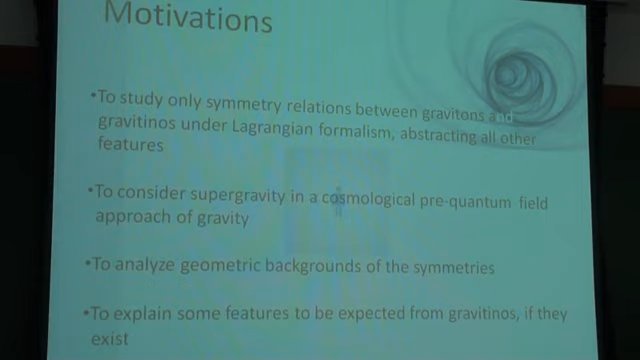 Motivations
•To study only symmetry relations between gravitons and
gravitinos under Lagrangian formalism, abstracting all other
features
•To consider supergravity in a cosmological pre-quantum field
approach of gravity
•To analyze geometric backgrounds of the symmetries
•To explain some features to be expected from gravitinos, if they
exist